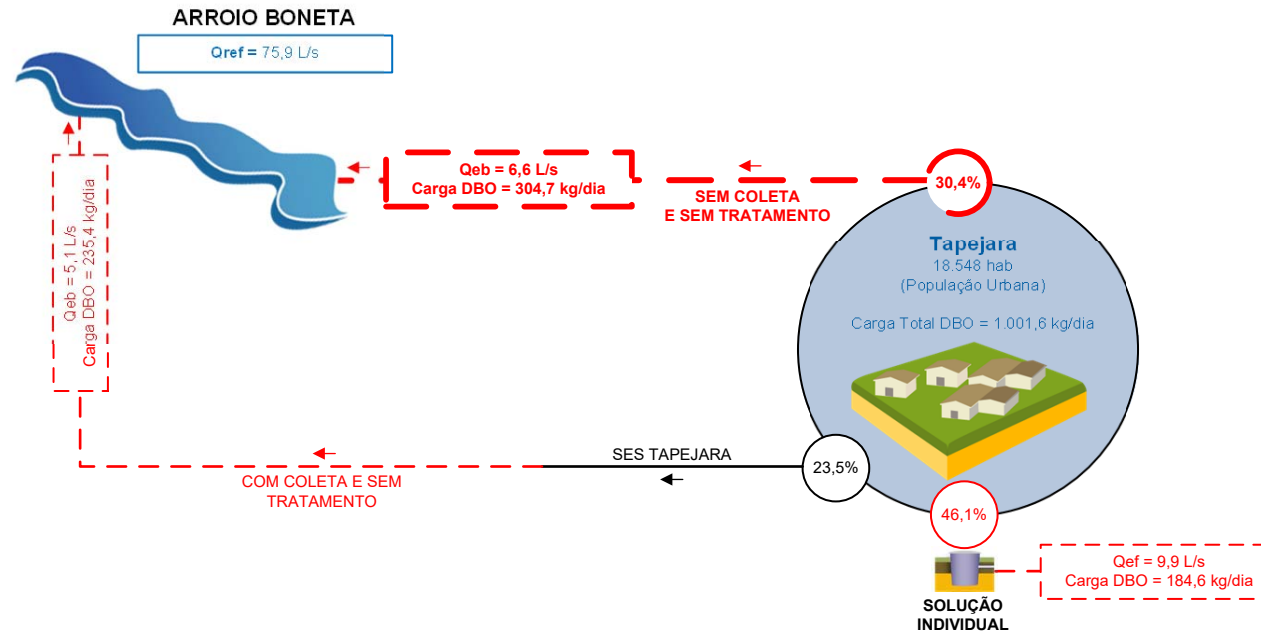 ARROIO BONETA
Qref = 75,9 L/s
Qeb = 6,6 L/s
Carga DBO = 304,7 kg/dia
SEM COLETA
E SEM TRATAMENTO
30,4%
Tapejara
18.548 hab
(População Urbana)
Carga Total DBO = 1.001,6 kg/dia
Qeb = 5,1 L/s
Carga DBO = 235,4 kg/dia
SES TAPEJARA
23,5%
COM COLETA E SEM
TRATAMENTO
46,1%
Qef = 9,9 L/s
Carga DBO = 184,6 kg/dia
SOLUÇÃO
INDIVIDUAL